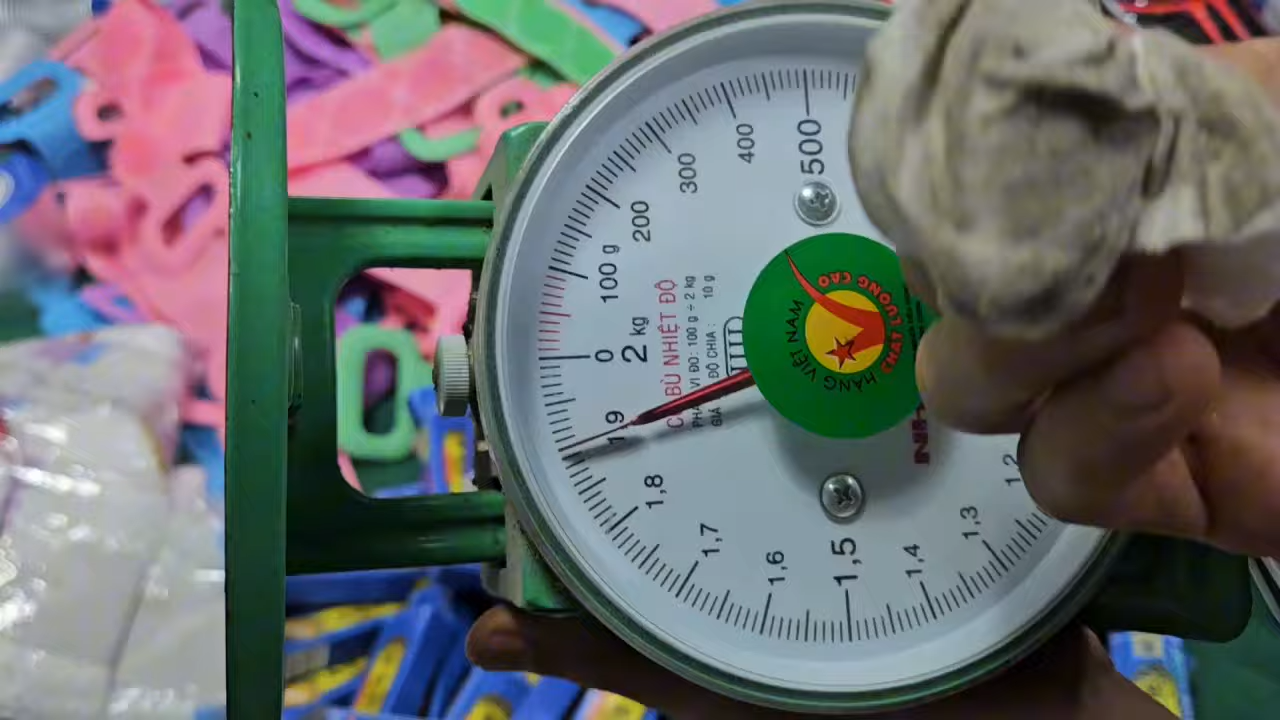 0
2 kg
100 g
200
300
400
500
1,2
1,3
1,4
1,5
1,6
1,7
1,8
1,9
BÙ NHIỆT ĐỘ
VI ĐO: 100 g ÷ 2 kg
ĐỘ CHIA: 10 g
HÀNG VIỆT NAM
CHẤT LƯỢNG CAO